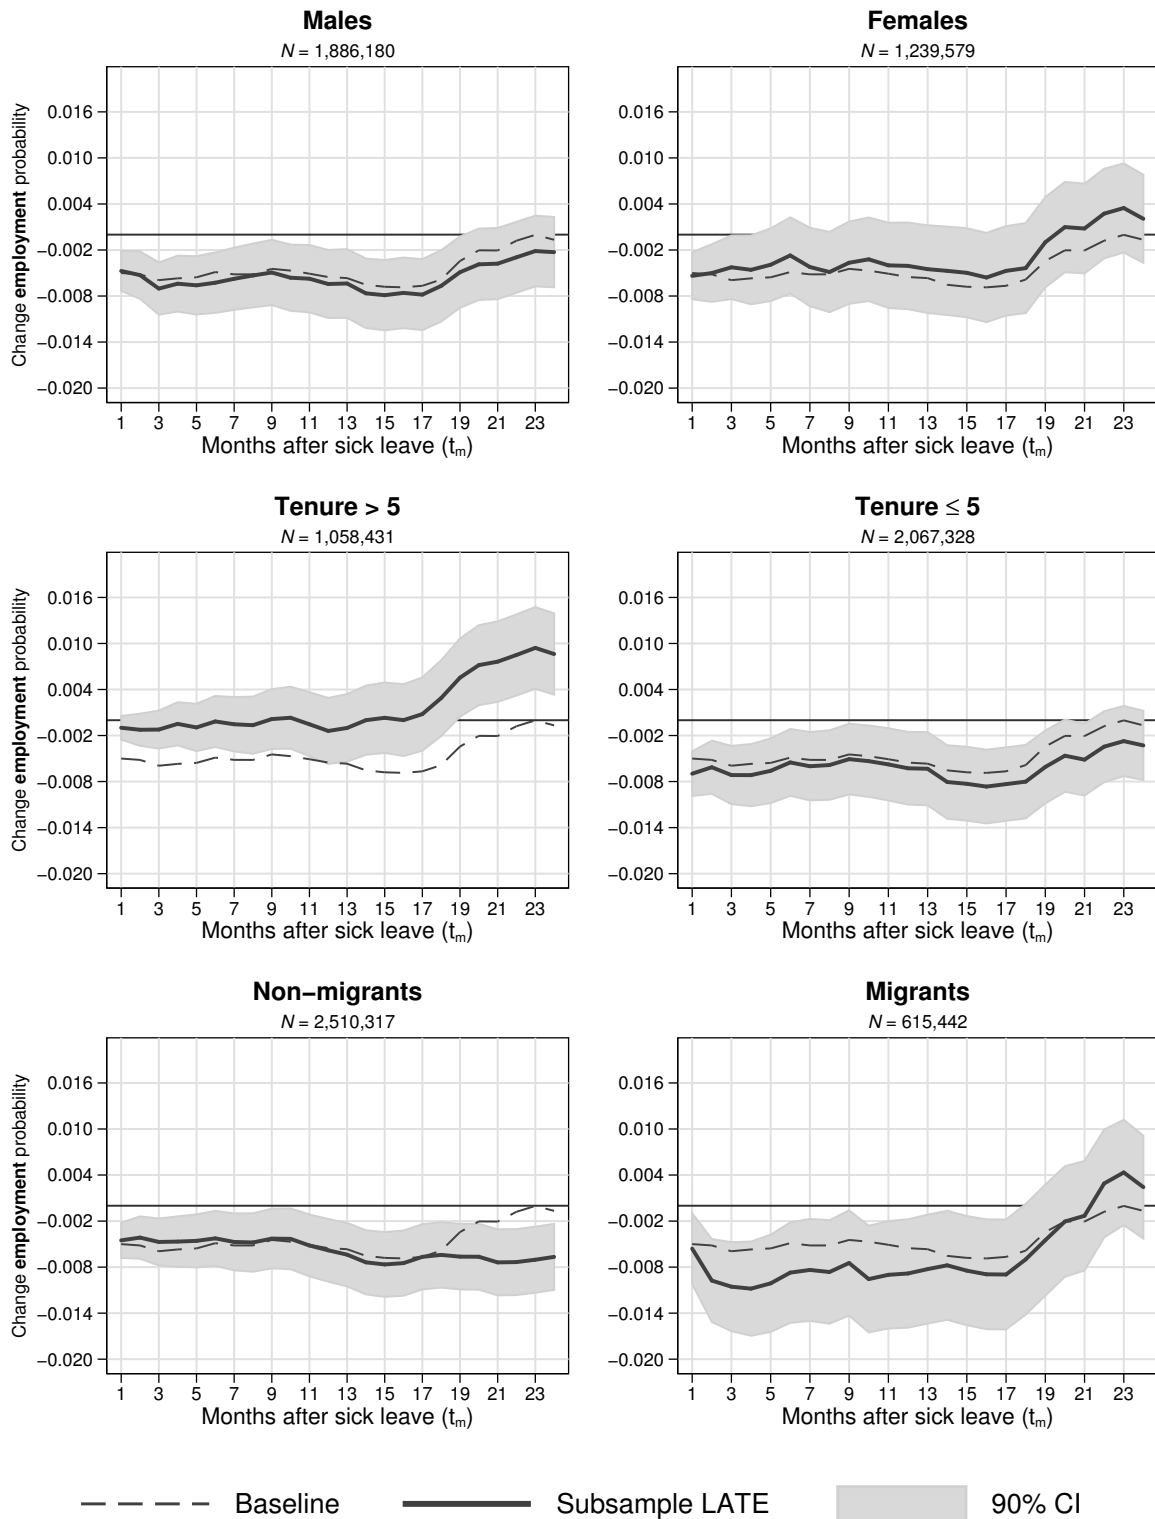 Males
N = 1,886,180
Change employment probability
0.016
0.010
0.004
−0.002
−0.008
−0.014
−0.020
1 3 5 7 9 11 13 15 17 19 21 23
Months after sick leave (tm)
Females
N = 1,239,579
0.016
0.010
0.004
−0.002
−0.008
−0.014
−0.020
1 3 5 7 9 11 13 15 17 19 21 23
Months after sick leave (tm)
Tenure > 5
N = 1,058,431
Change employment probability
0.016
0.010
0.004
−0.002
−0.008
−0.014
−0.020
1 3 5 7 9 11 13 15 17 19 21 23
Months after sick leave (tm)
Tenure ≤ 5
N = 2,067,328
0.016
0.010
0.004
−0.002
−0.008
−0.014
−0.020
1 3 5 7 9 11 13 15 17 19 21 23
Months after sick leave (tm)
Non−migrants
N = 2,510,317
Change employment probability
0.016
0.010
0.004
−0.002
−0.008
−0.014
−0.020
1 3 5 7 9 11 13 15 17 19 21 23
Months after sick leave (tm)
Migrants
N = 615,442
0.016
0.010
0.004
−0.002
−0.008
−0.014
−0.020
1 3 5 7 9 11 13 15 17 19 21 23
Months after sick leave (tm)
Baseline Subsample LATE 90% CI